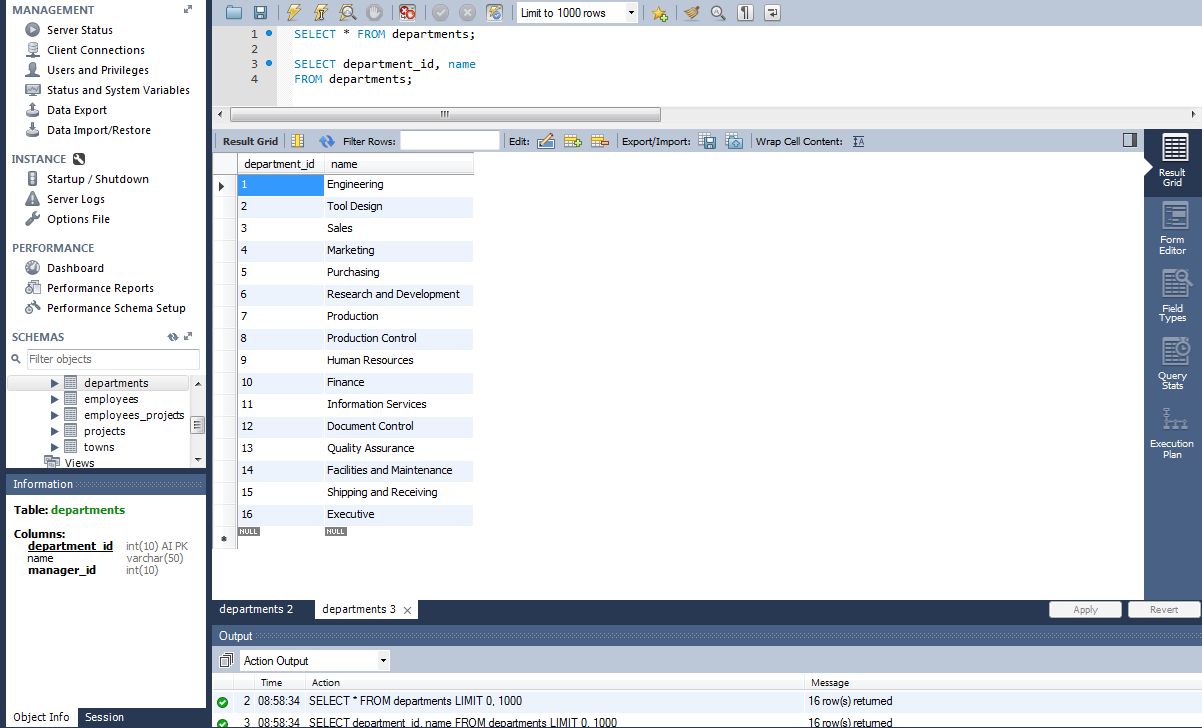 MANAGEMENT
Server Status
Client Connections
Users and Privileges
Status and System Variables
Data Export
Data Import/Restore
INSTANCE
Startup / Shutdown
Server Logs
Options File
PERFORMANCE
Dashboard
Performance Reports
Performance Schema Setup
SCHEMAS
Filter objects
departments
employees
employees_projects
projects
towns
Views
Information
Table: departments
Columns:
department_id int(10) AI PK
name varchar(50)
manager_id int(10)
Object Info Session
Limit to 1000 rows
1 SELECT * FROM departments;
2
3 SELECT department_id, name
4 FROM departments;
Result Grid Filter Rows: Edit: Export/Import: Wrap Cell Content:
department_id name
1 Engineering
2 Tool Design
3 Sales
4 Marketing
5 Purchasing
6 Research and Development
7 Production
8 Production Control
9 Human Resources
10 Finance
11 Information Services
12 Document Control
13 Quality Assurance
14 Facilities and Maintenance
15 Shipping and Receiving
16 Executive
NULL NULL
Result
Grid
Form
Editor
Field
Types
Query
Stats
Execution
Plan
departments 2 departments 3 Apply Revert
Output
Action Output
Time Action Message
2 08:58:34 SELECT * FROM departments LIMIT 0, 1000 16 row(s) returned
3 08:58:34 SELECT department_id, name FROM departments LIMIT 0, 1000 16 row(s) returned